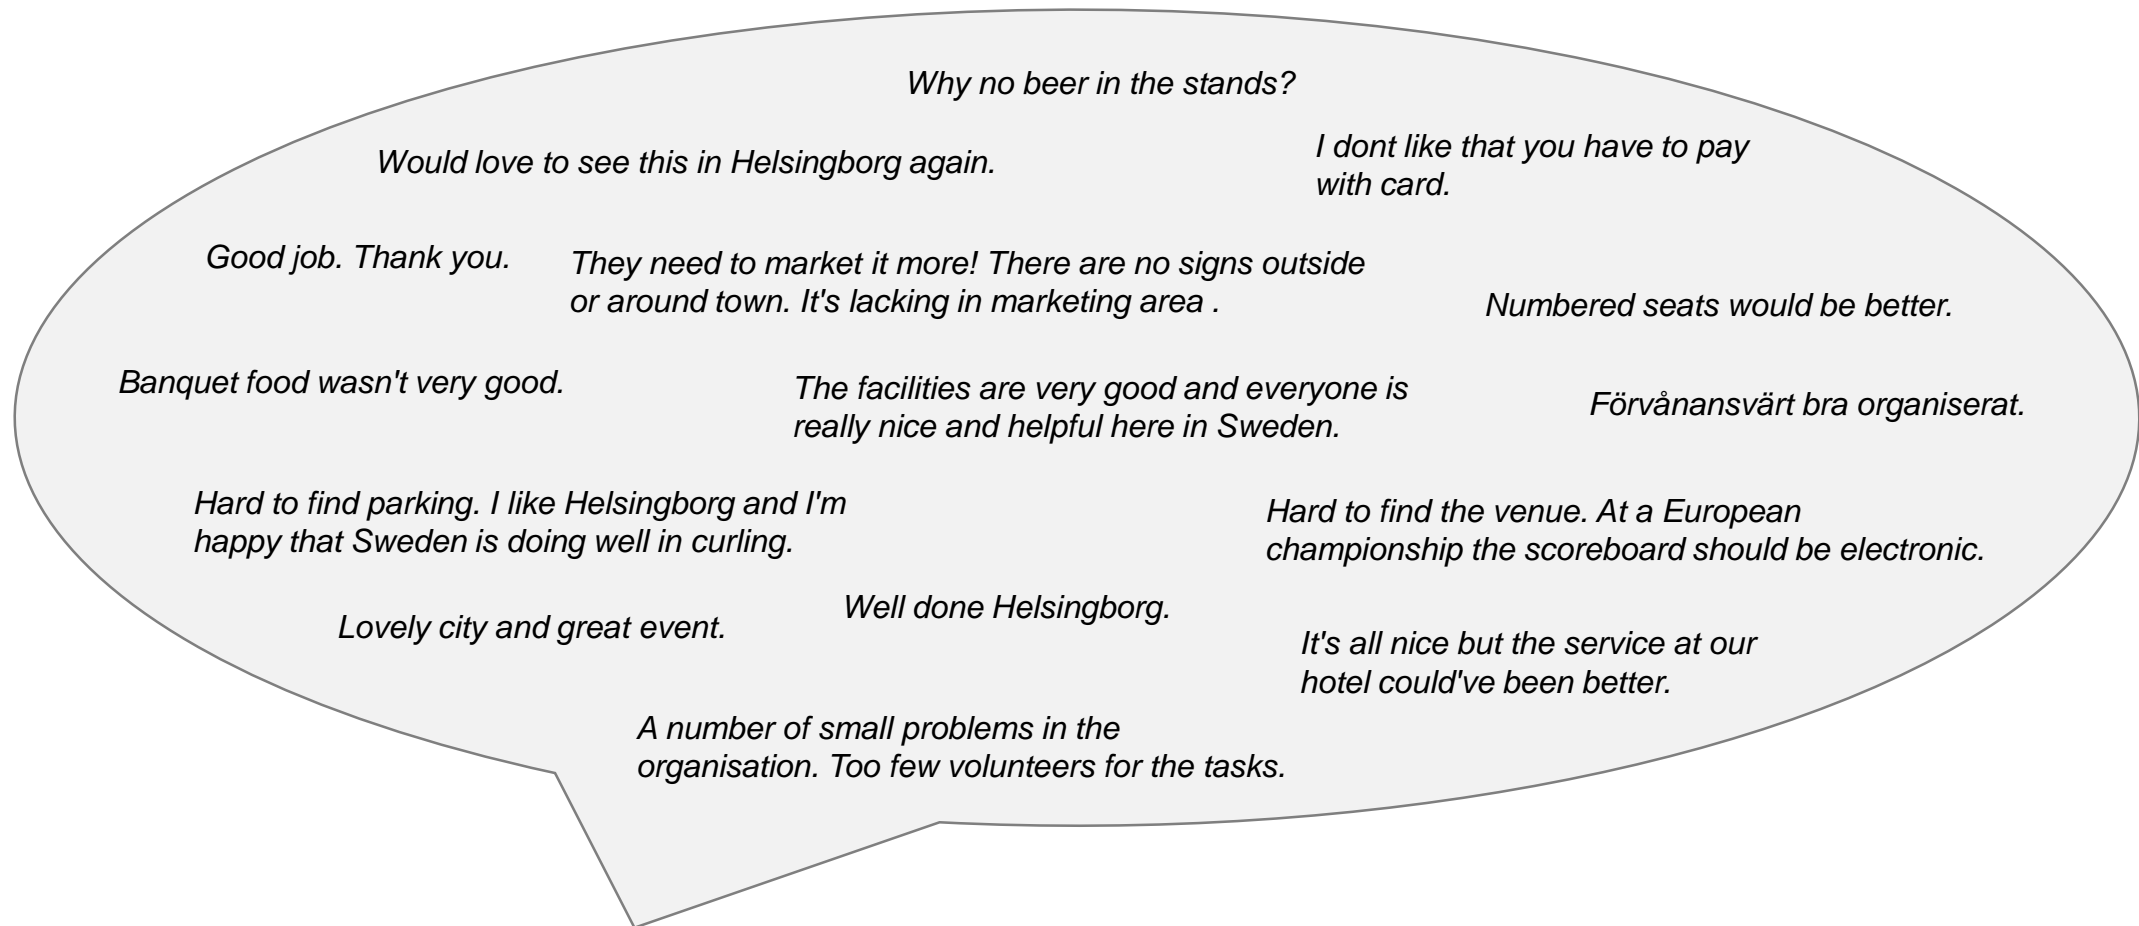 Why no beer in the stands?
Would love to see this in Helsingborg again.
I dont like that you have to pay
with card.
Good job. Thank you.
They need to market it more! There are no signs outside
or around town. It's lacking in marketing area .
Numbered seats would be better.
Banquet food wasn't very good.
The facilities are very good and everyone is
really nice and helpful here in Sweden.
Förvånansvärt bra organiserat.
Hard to find parking. I like Helsingborg and I'm
happy that Sweden is doing well in curling.
Hard to find the venue. At a European
championship the scoreboard should be electronic.
Lovely city and great event.
Well done Helsingborg.
It's all nice but the service at our
hotel could've been better.
A number of small problems in the
organisation. Too few volunteers for the tasks.